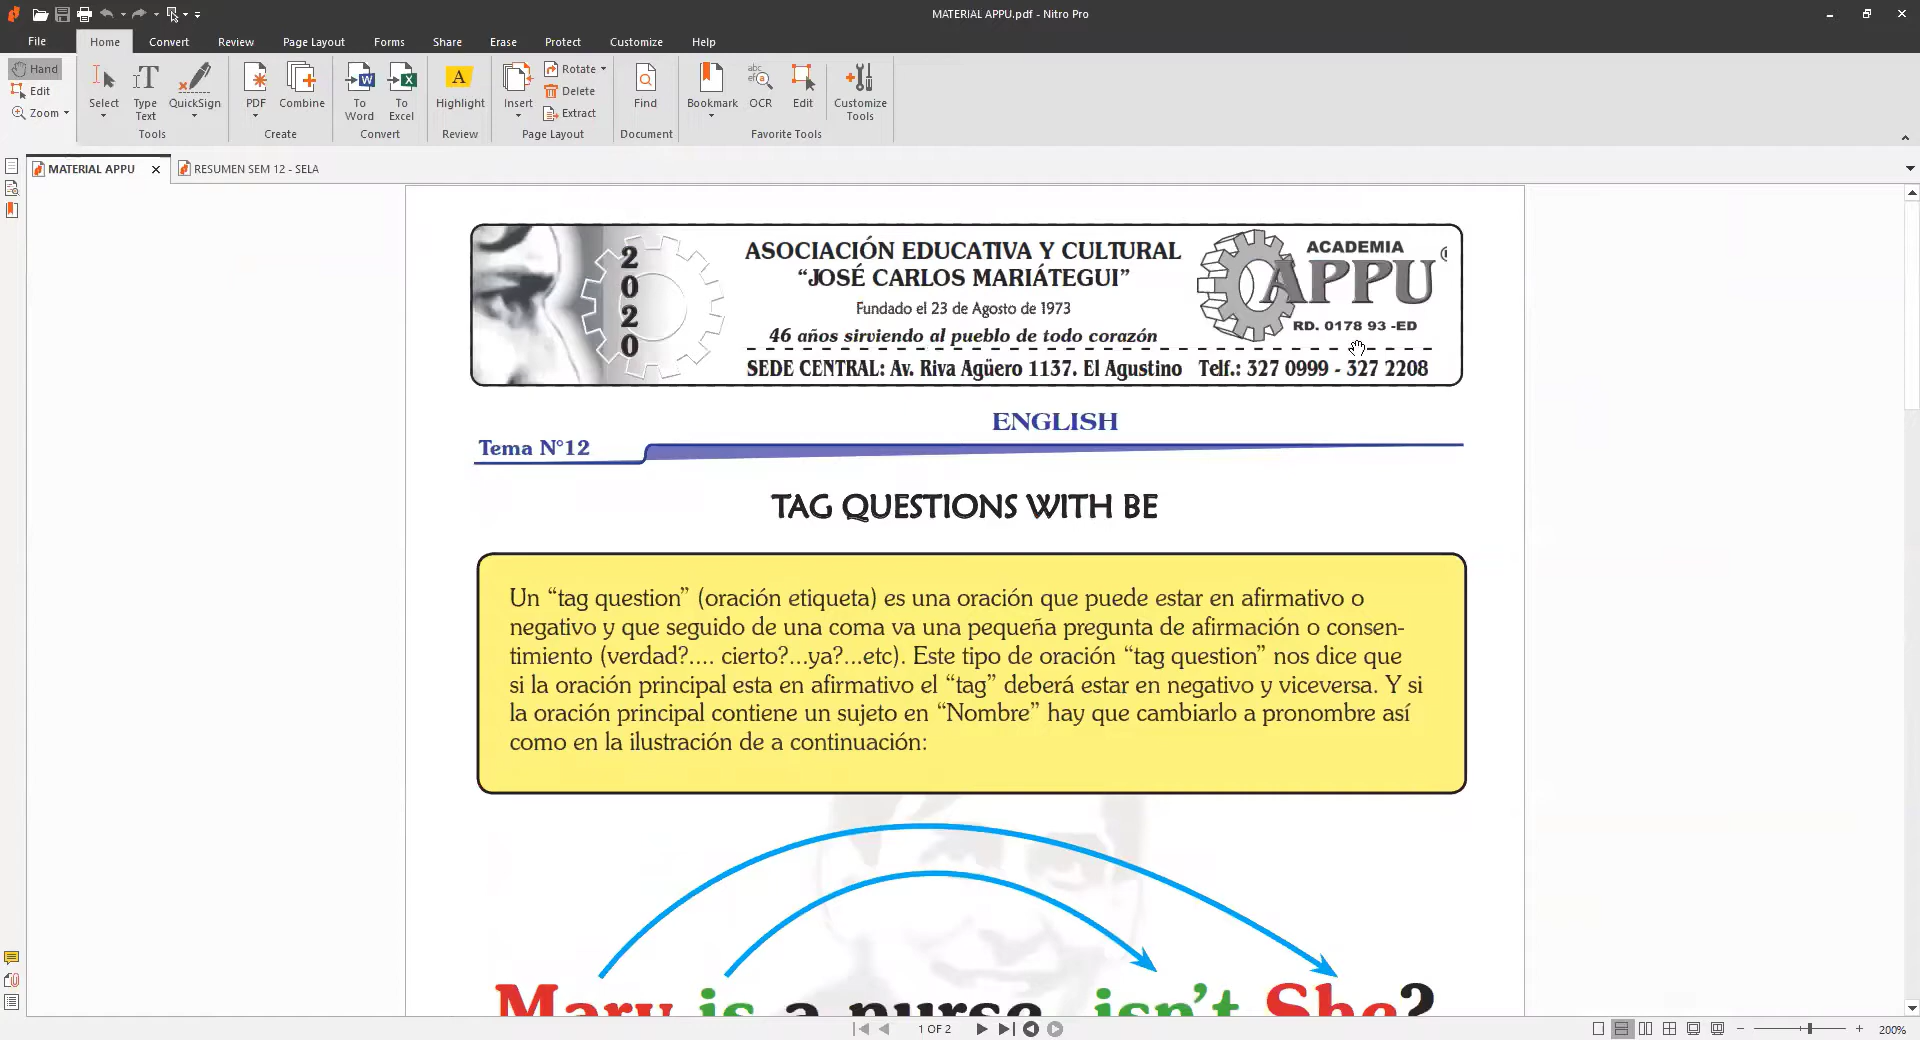 MATERIAL APPU.pdf - Nitro Pro
File Home Convert Review Page Layout Forms Share Erase Protect Customize Help
Hand
Edit
Zoom
Select
Type Text
QuickSign
Tools
PDF
Combine
Create
To Word
To Excel
Convert
A
Highlight
Review
Insert
Rotate
Delete
Extract
Page Layout
Find
Document
Bookmark
abc
OCR
Edit
Customize Tools
Favorite Tools
MATERIAL APPU
RESUMEN SEM 12 - SELA
2020
ASOCIACIÓN EDUCATIVA Y CULTURAL
“JOSÉ CARLOS MARIÁTEGUI”
Fundado el 23 de Agosto de 1973
46 años sirviendo al pueblo de todo corazón
SEDE CENTRAL: Av. Riva Agüero 1137. El Agustino Telf.: 327 0999 - 327 2208
ACADEMIA
APPU
RD. 0178 93 -ED
ENGLISH
Tema N°12
TAG QUESTIONS WITH BE
Un “tag question” (oración etiqueta) es una oración que puede estar en afirmativo o
negativo y que seguido de una coma va una pequeña pregunta de afirmación o consen-
timiento (verdad?.... cierto?...ya?...etc). Este tipo de oración “tag question” nos dice que
si la oración principal esta en afirmativo el “tag” deberá estar en negativo y viceversa. Y si
la oración principal contiene un sujeto en “Nombre” hay que cambiarlo a pronombre así
como en la ilustración de a continuación:
Mary is a nurse, isn't She?
1 OF 2
200%